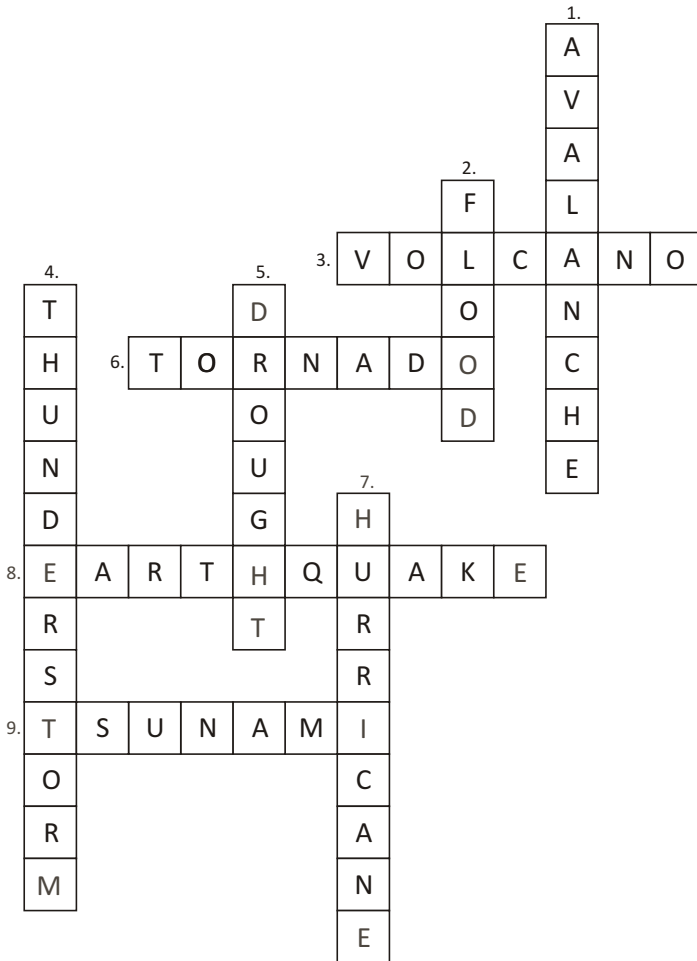 1.
A
V
A
2.
F L
3. V O L C A N O
4. 5.
T D O N
H 6. T O R N A D O C
U O D H
N U E
7.
D G H
8. E A R T H Q U A K E
R T R
S R
9. T S U N A M I
O C
R A
M N
E